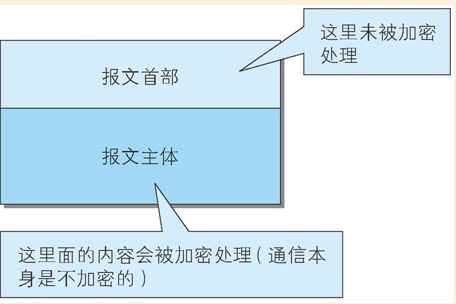 这里未被加密
处理
报文首部
报文主体
这里面的内容会被加密处理（通信本
身是不加密的）